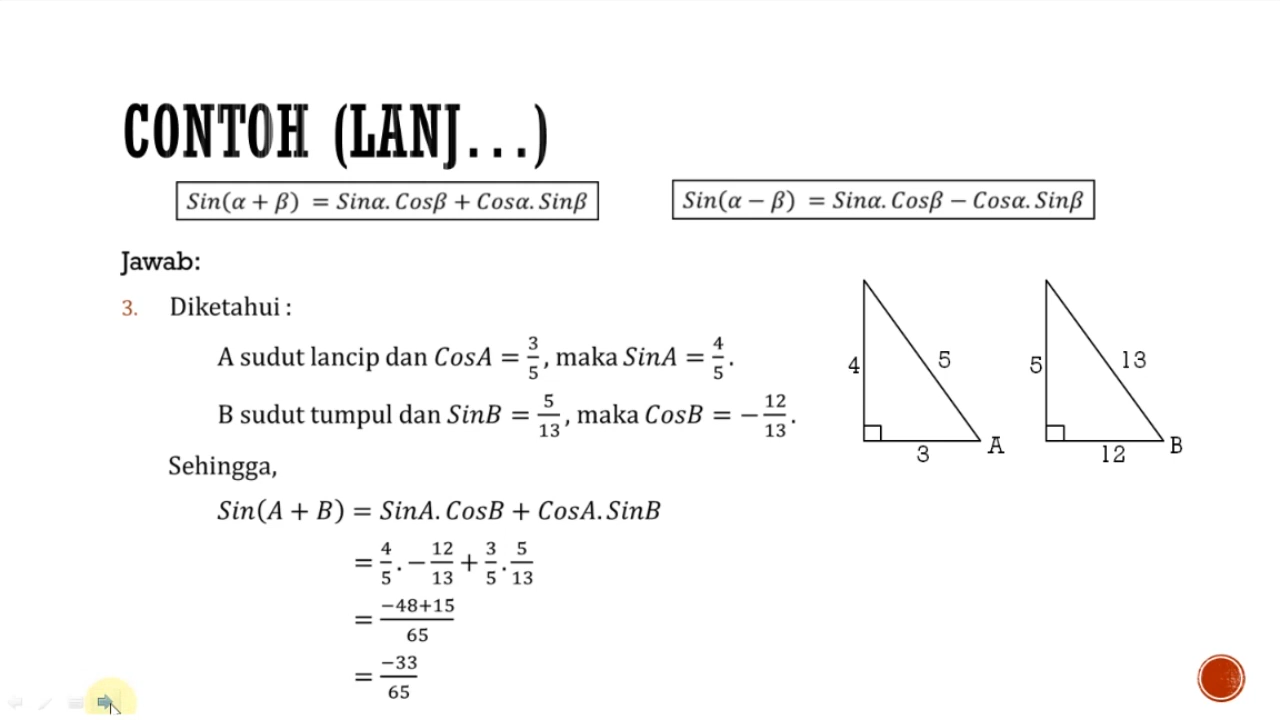 CONTOH (LANJ...)
Sin(α + β) = Sinα. Cosβ + Cosα. Sinβ
Sin(α − β) = Sinα. Cosβ − Cosα. Sinβ
Jawab:
3. Diketahui :
A sudut lancip dan CosA = 3/5, maka SinA = 4/5.
B sudut tumpul dan SinB = 5/13, maka CosB = −12/13.
Sehingga,
Sin(A + B) = SinA. CosB + CosA. SinB
= 4/5 . −12/13 + 3/5 . 5/13
= −48+15/65
= −33/65
4
5
3
A
5
13
12
B